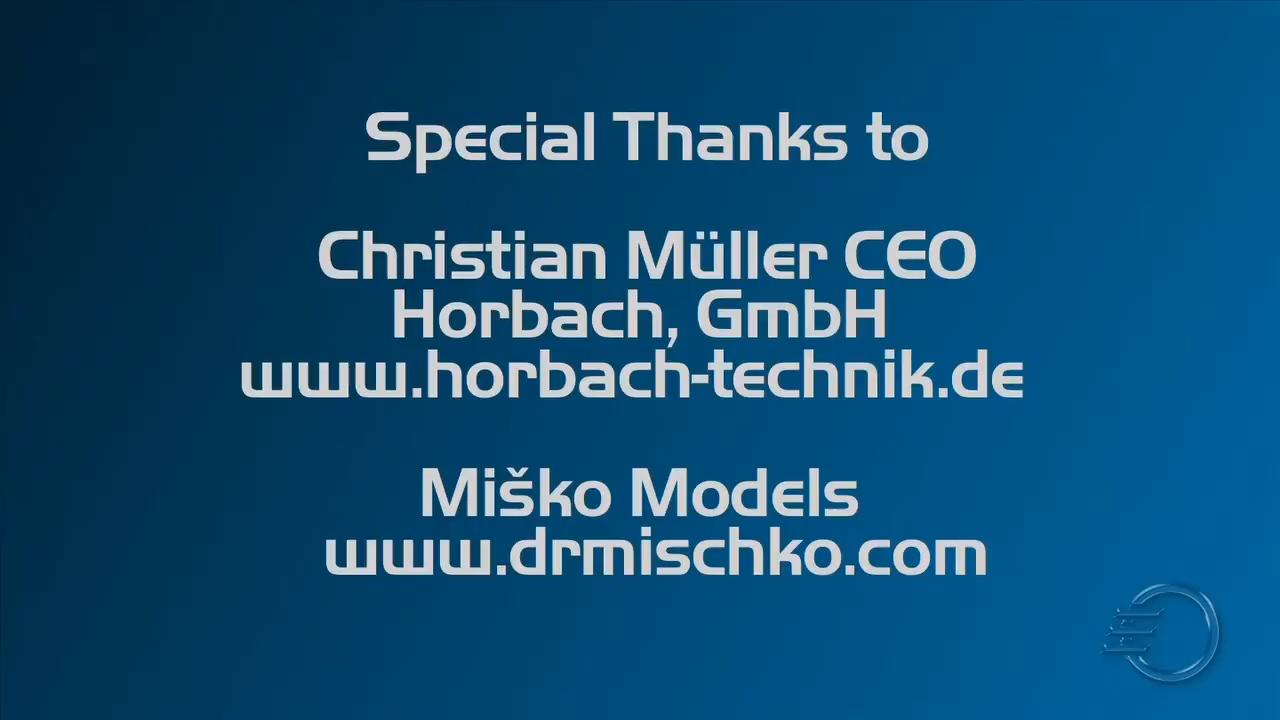 Special Thanks to
Christian Müller CEO
Horbach, GmbH
www.horbach-technik.de
Miško Models
www.drmischko.com